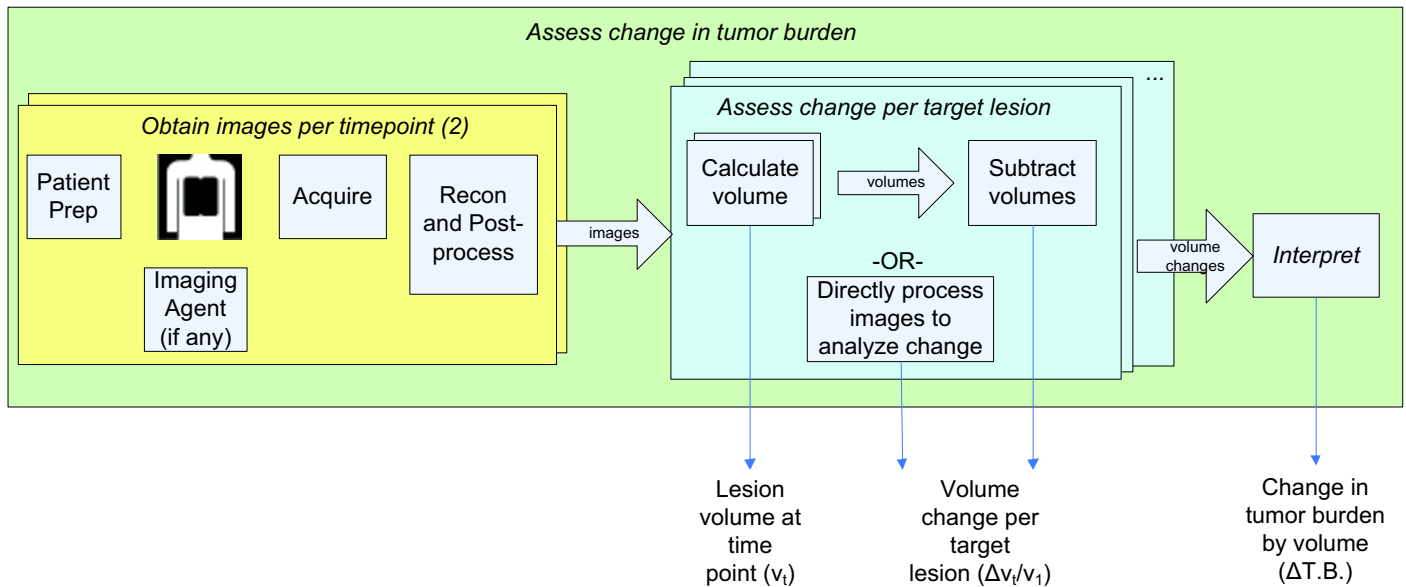 Assess change in tumor burden
...
Obtain images per timepoint (2)
Patient
Prep
Acquire
Recon
and Post-
process
Imaging
Agent
(if any)
images
Assess change per target lesion
Calculate
volume
volumes
Subtract
volumes
-OR-
Directly process
images to
analyze change
volume
changes
Interpret
Lesion
volume at
time
point (vₜ)
Volume
change per
target
lesion (Δvₜ/v₁)
Change in
tumor burden
by volume
(ΔT.B.)